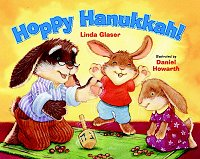 Hoppy Hanukkah!
Linda Glaser
Illustrated by
Daniel
Howarth